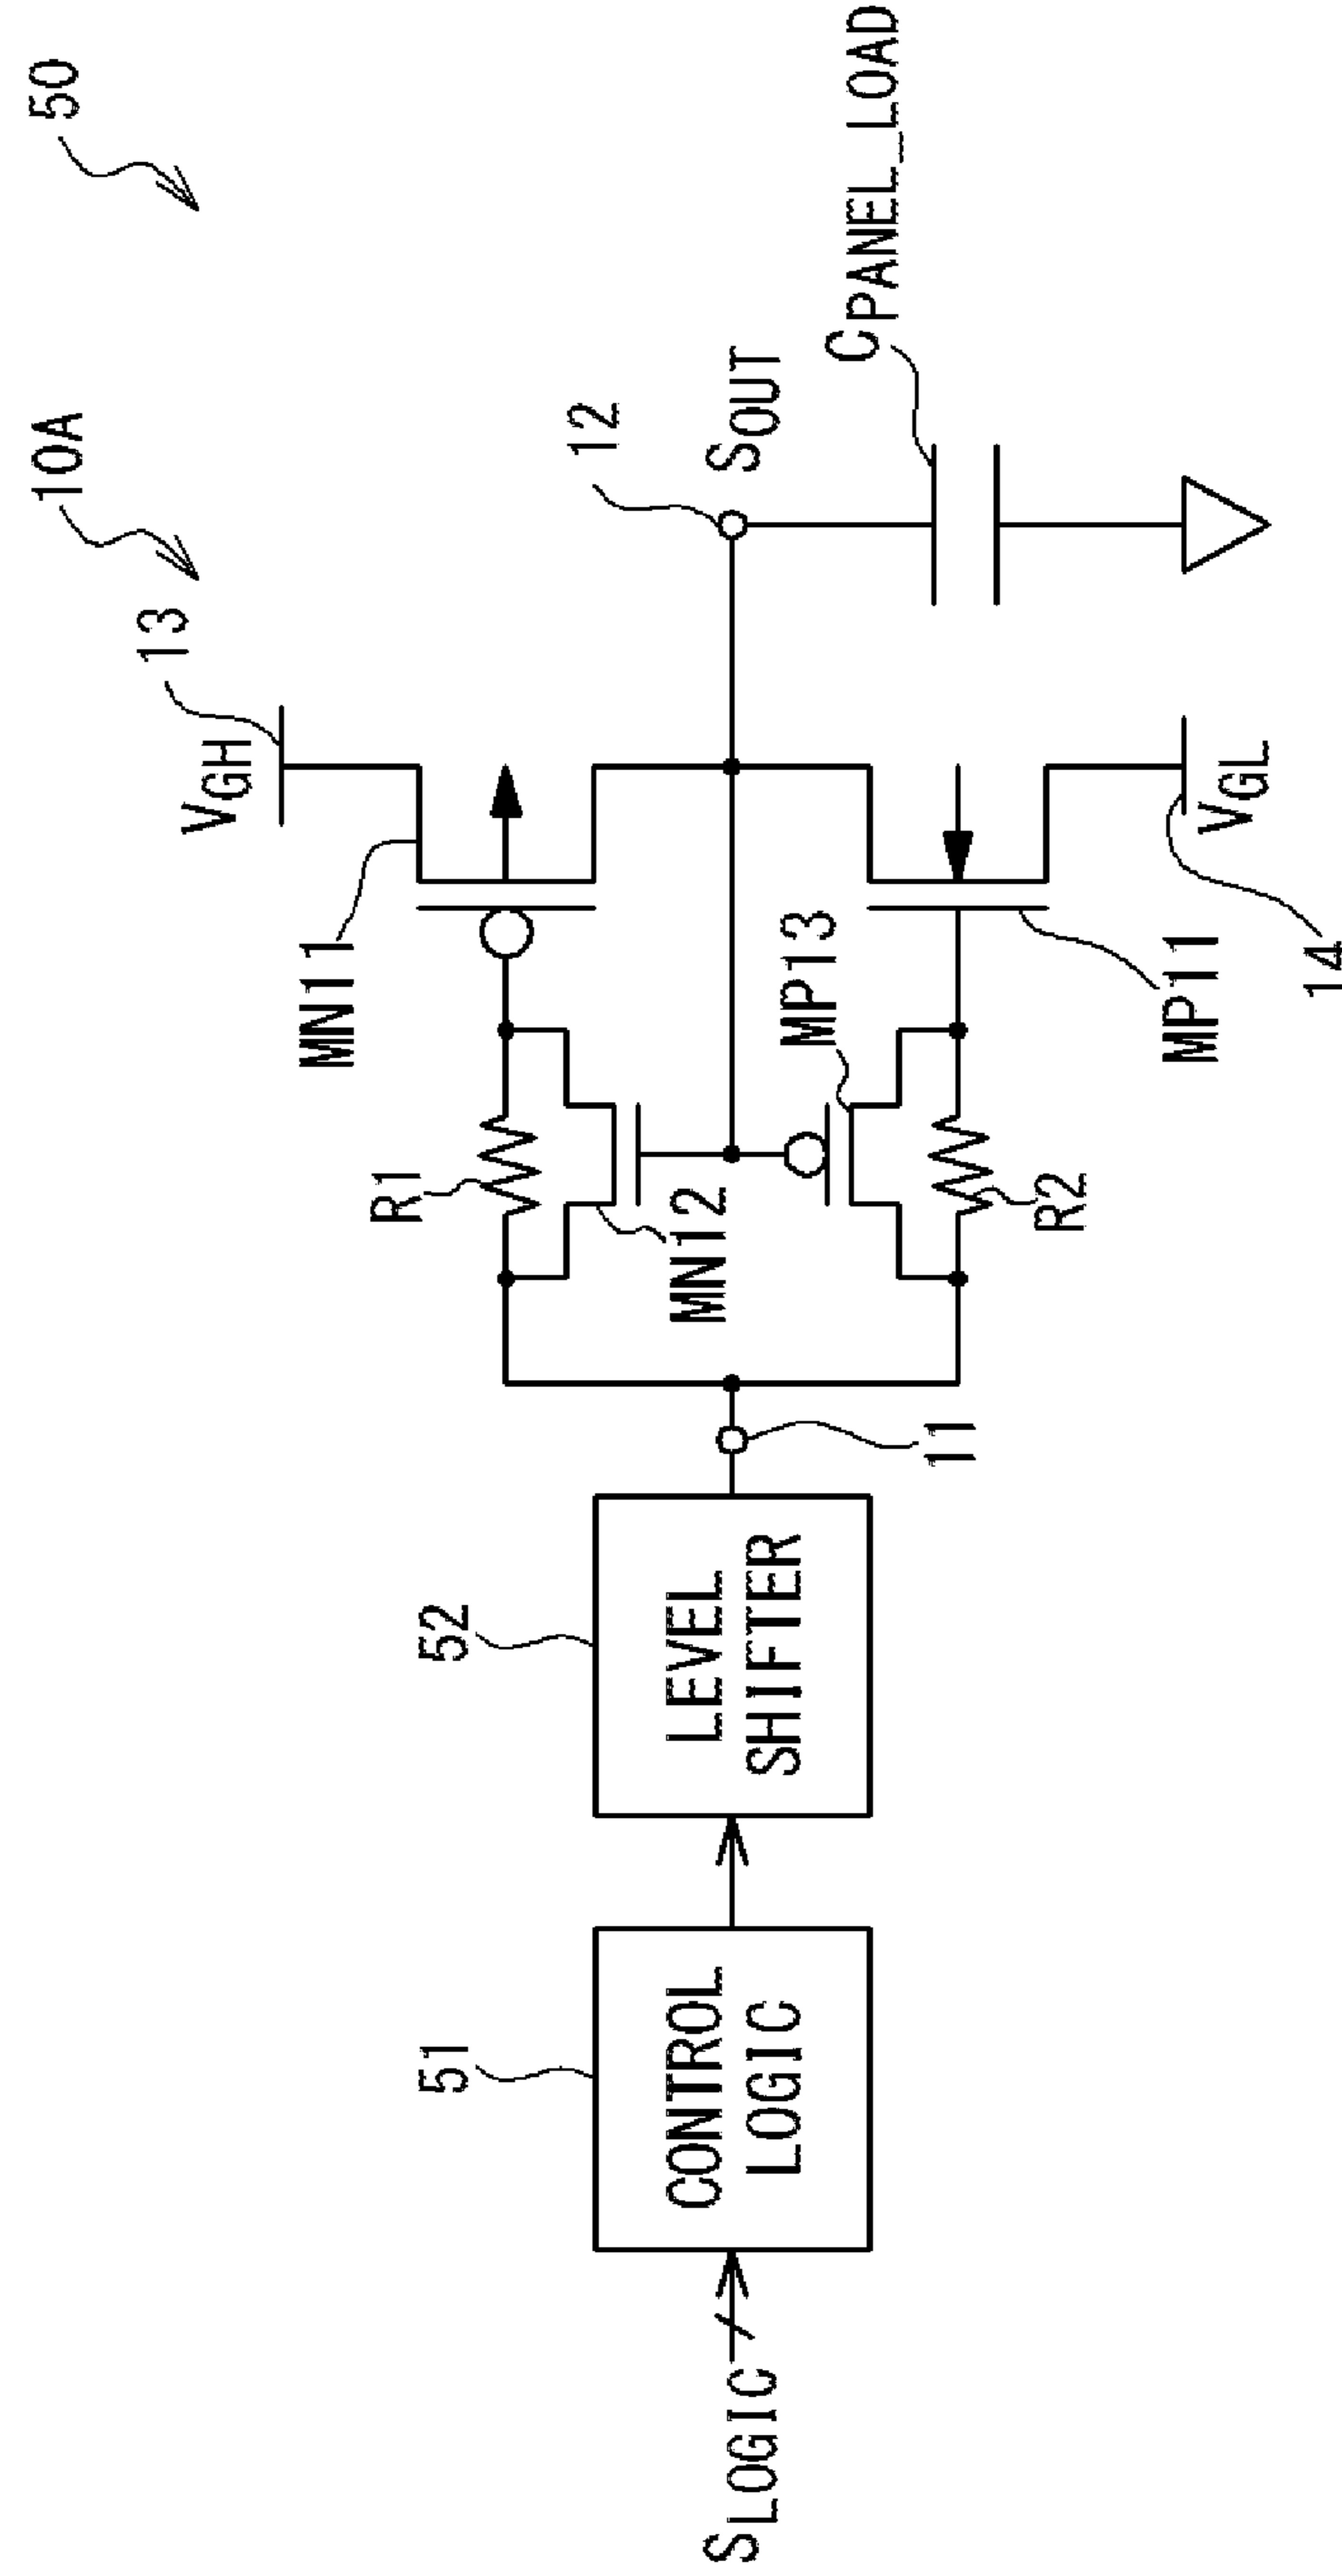 50
10A
13
VGH
MN11
12
SOUT
CPANEL_LOAD
R1
MN12
MP13
R2
MP11
VGL
14
11
52
LEVEL
SHIFTER
51
CONTROL
LOGIC
SLOGIC